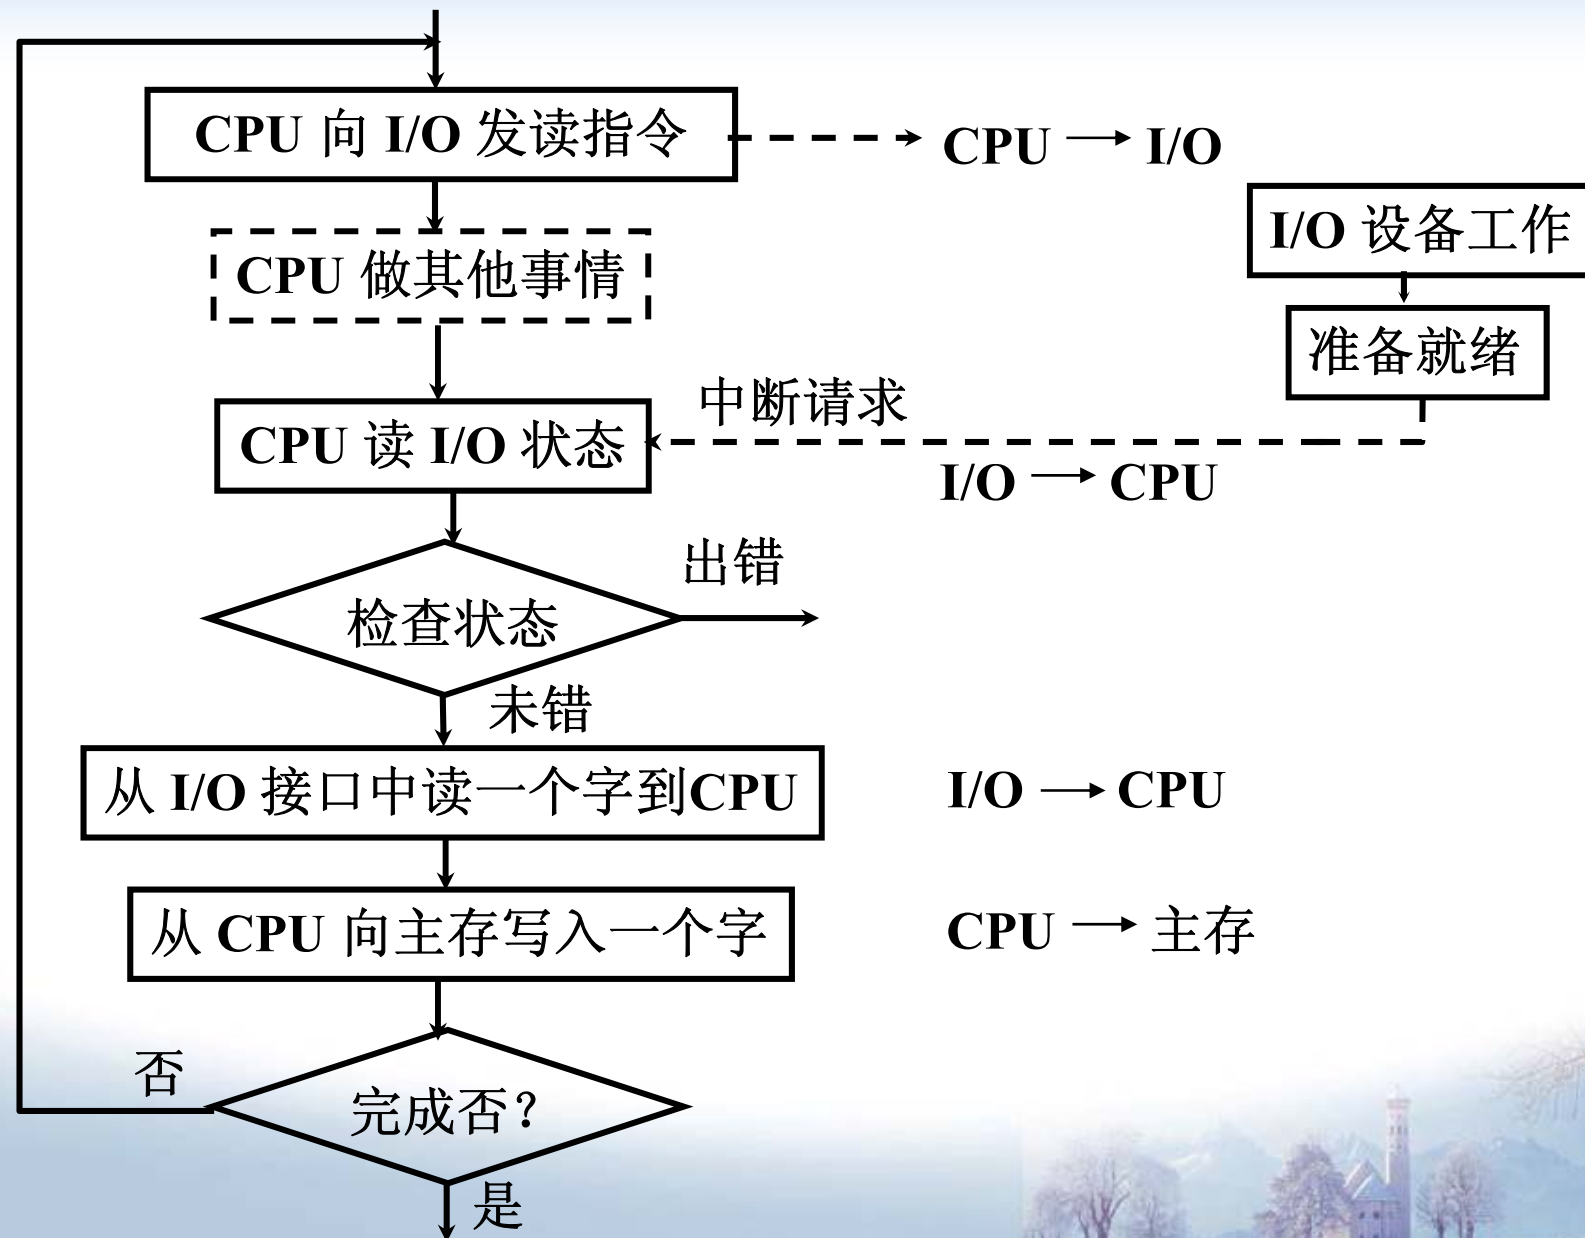 CPU 向 I/O 发读指令
CPU → I/O
I/O 设备工作
CPU 做其他事情
准备就绪
中断请求
CPU 读 I/O 状态
I/O → CPU
出错
检查状态
未错
从 I/O 接口中读一个字到CPU
I/O → CPU
从 CPU 向主存写入一个字
CPU → 主存
否
完成否?
是